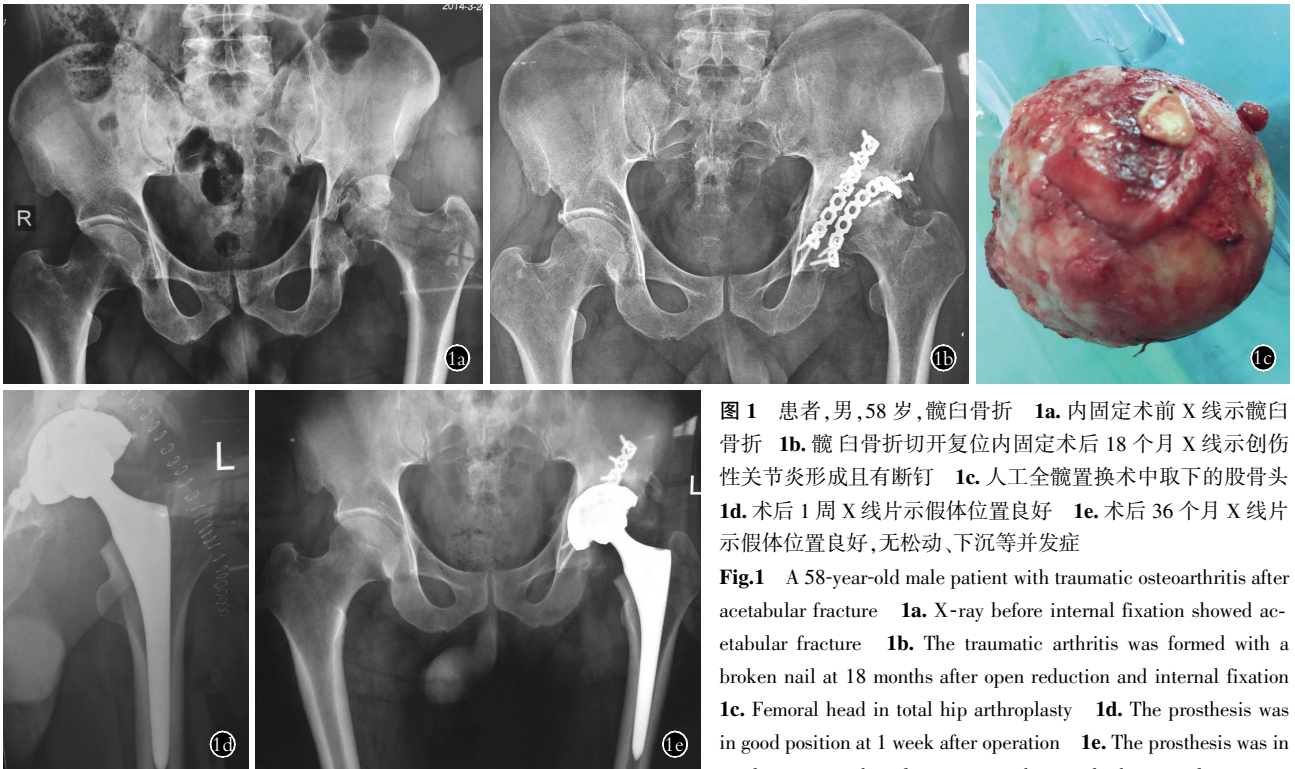 2014-3-2
R
1a
1b
1c
L
1d
L
1e
图 1 患者,男,58 岁,髋臼骨折 1a. 内固定术前 X 线示髋臼
骨折 1b. 髋臼骨折切开复位内固定术后 18 个月 X 线示创伤
性关节炎形成且有断钉 1c. 人工全髋置换术中取下的股骨头
1d. 术后 1 周 X 线片示假体位置良好 1e. 术后 36 个月 X 线片
示假体位置良好,无松动、下沉等并发症
Fig.1 A 58-year-old male patient with traumatic osteoarthritis after
acetabular fracture 1a. X-ray before internal fixation showed ac-
etabular fracture 1b. The traumatic arthritis was formed with a
broken nail at 18 months after open reduction and internal fixation
1c. Femoral head in total hip arthroplasty 1d. The prosthesis was
in good position at 1 week after operation 1e. The prosthesis was in